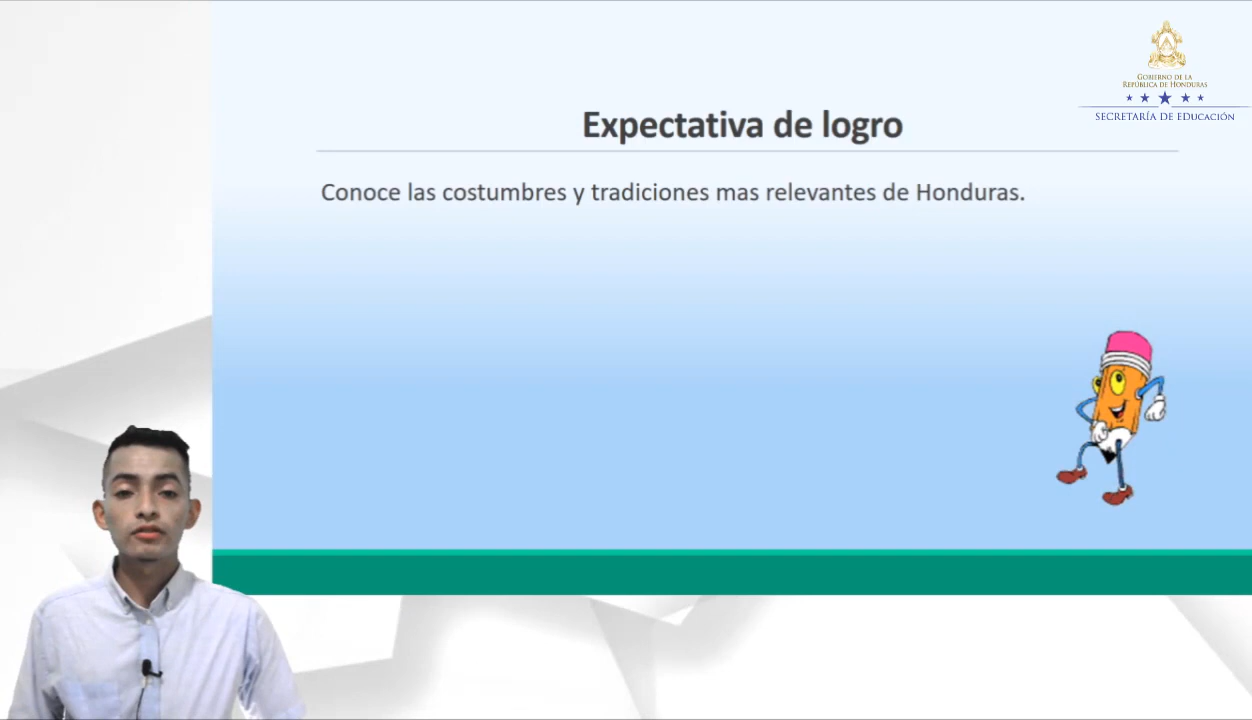 GOBIERNO DE LA
REPÚBLICA DE HONDURAS
SECRETARÍA DE EDUCACIÓN
Expectativa de logro
Conoce las costumbres y tradiciones mas relevantes de Honduras.